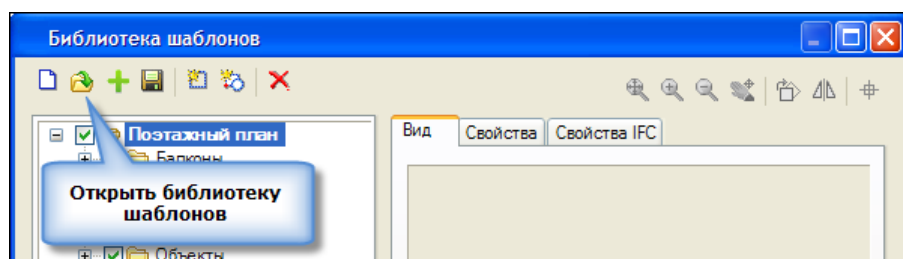 Библиотека шаблонов
Поэтажный план
Балконы
Открыть библиотеку
шаблонов
Объекты
Вид Свойства Свойства IFC